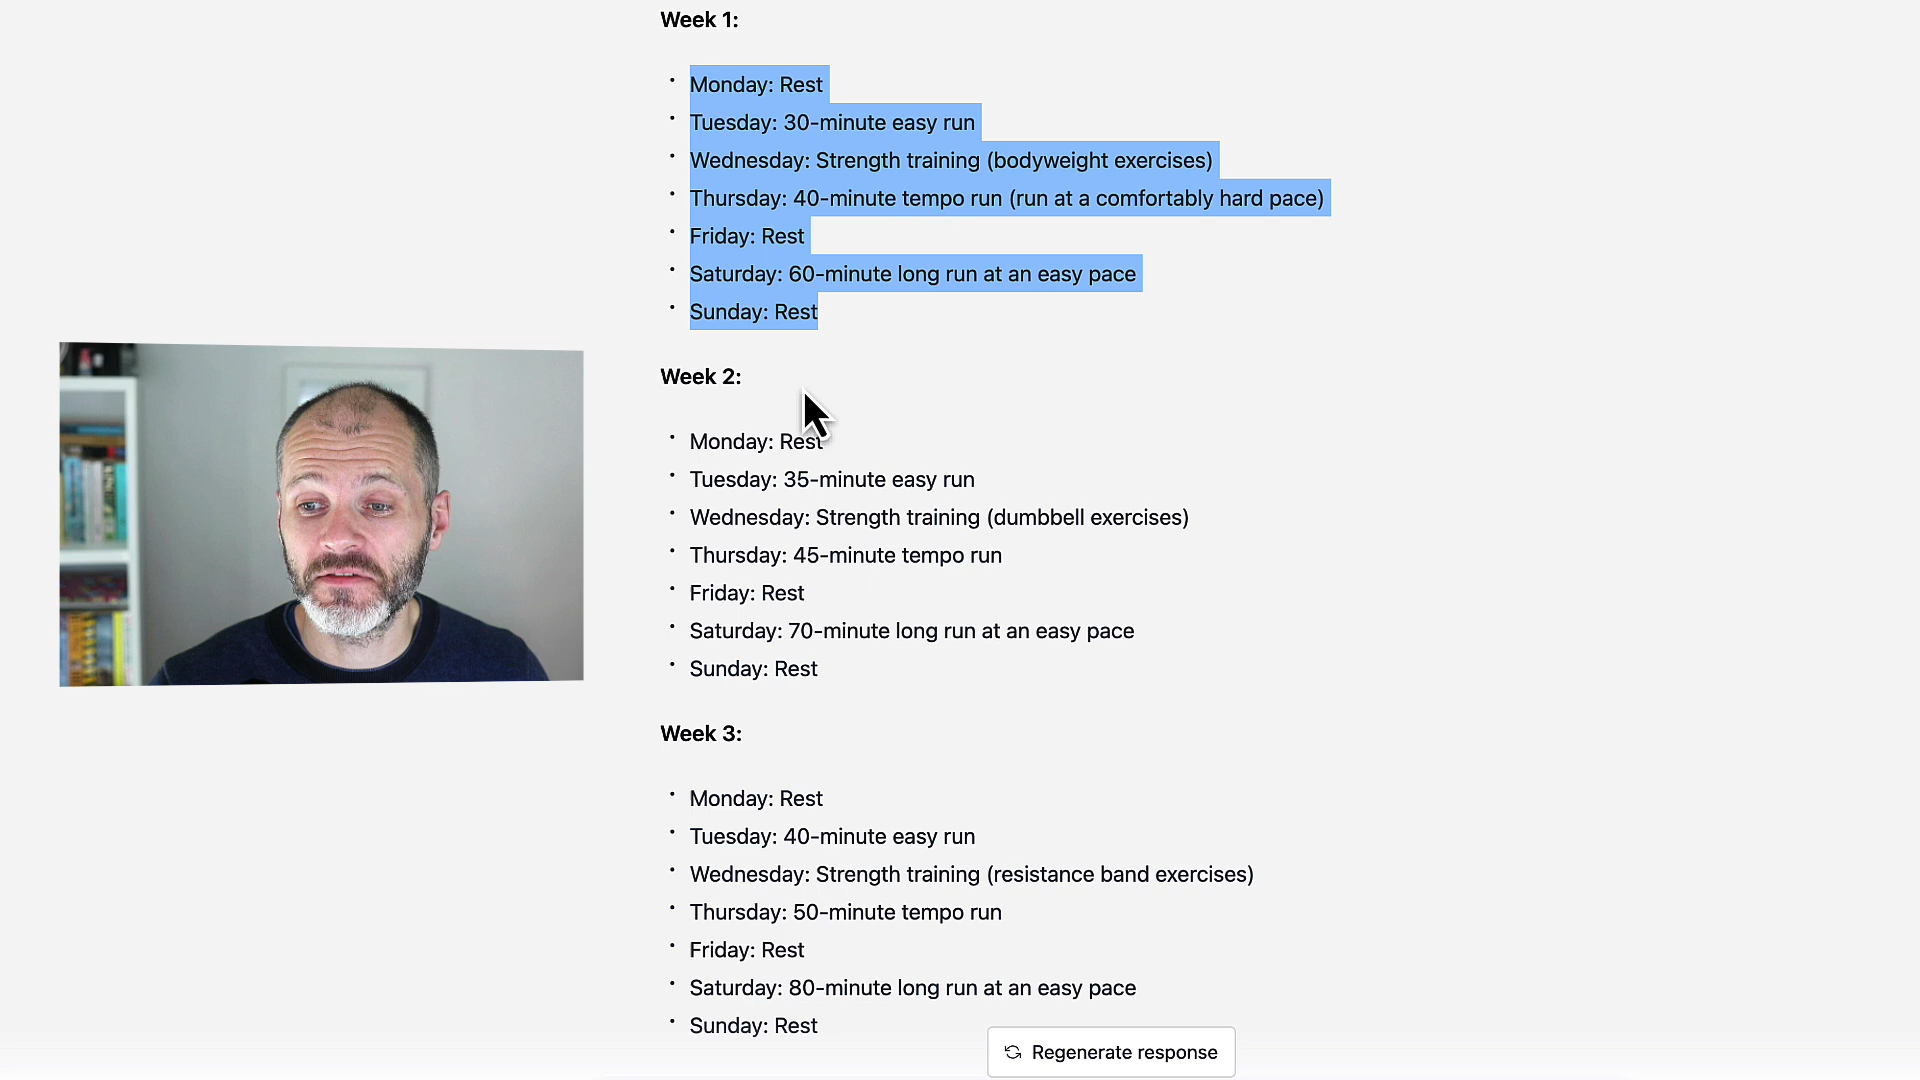 Week 1:
• Monday: Rest
• Tuesday: 30-minute easy run
• Wednesday: Strength training (bodyweight exercises)
• Thursday: 40-minute tempo run (run at a comfortably hard pace)
• Friday: Rest
• Saturday: 60-minute long run at an easy pace
• Sunday: Rest
Week 2:
• Monday: Rest
• Tuesday: 35-minute easy run
• Wednesday: Strength training (dumbbell exercises)
• Thursday: 45-minute tempo run
• Friday: Rest
• Saturday: 70-minute long run at an easy pace
• Sunday: Rest
Week 3:
• Monday: Rest
• Tuesday: 40-minute easy run
• Wednesday: Strength training (resistance band exercises)
• Thursday: 50-minute tempo run
• Friday: Rest
• Saturday: 80-minute long run at an easy pace
• Sunday: Rest
Regenerate response